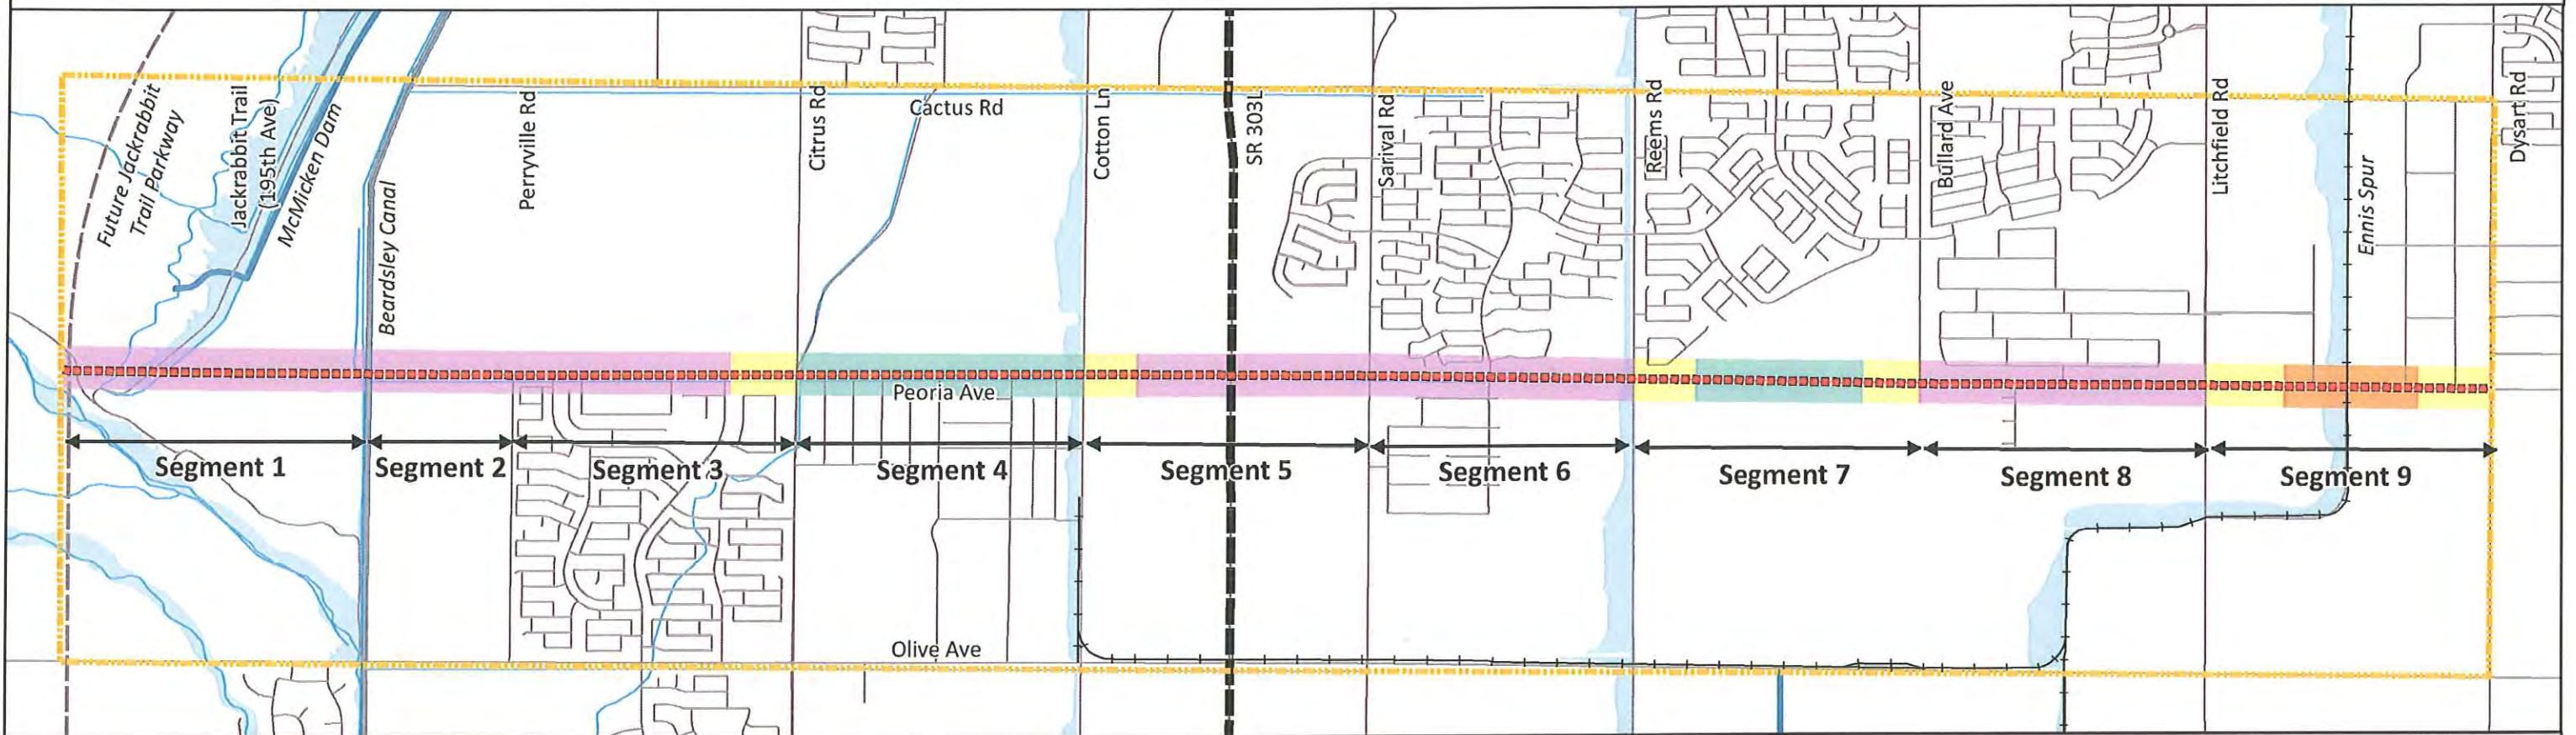 Future Jackrabbit
Trail Parkway
Jackrabbit Trail
(195th Ave)
McMicken Dam
Beardsley Canal
Perryville Rd
Citrus Rd
Cactus Rd
Cotton Ln
SR 303L
Sarival Rd
Reems Rd
Bullard Ave
Litchfield Rd
Ennis Spur
Dysart Rd
Peoria Ave
Segment 1
Segment 2
Segment 3
Segment 4
Segment 5
Segment 6
Segment 7
Segment 8
Segment 9
Olive Ave